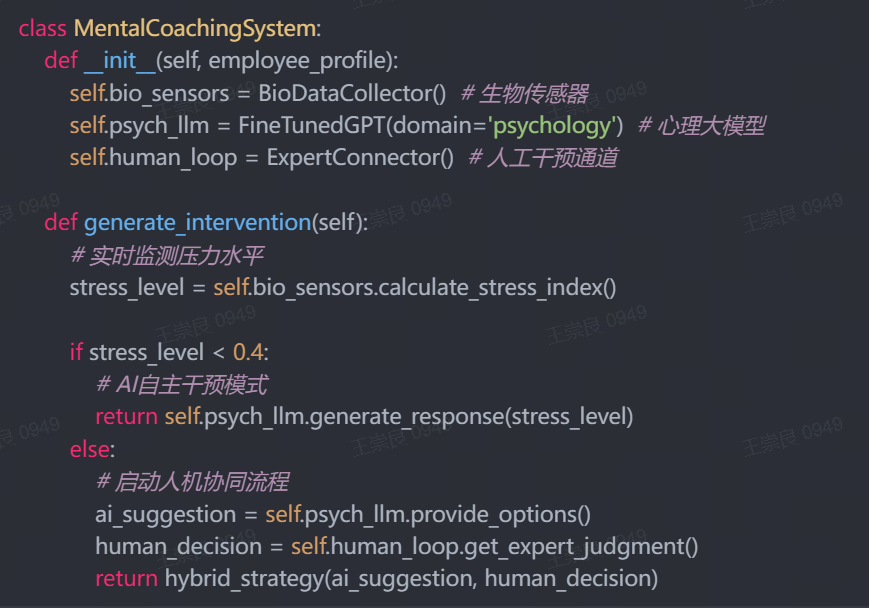 class MentalCoachingSystem:
    def __init__(self, employee_profile):
        self.bio_sensors = BioDataCollector()  # 生物传感器
        self.psych_llm = FineTunedGPT(domain='psychology')  # 心理大模型
        self.human_loop = ExpertConnector()  # 人工干预通道
    def generate_intervention(self):
        # 实时监测压力水平
        stress_level = self.bio_sensors.calculate_stress_index()
        if stress_level < 0.4:
            # AI自主干预模式
            return self.psych_llm.generate_response(stress_level)
        else:
            # 启动人机协同流程
            ai_suggestion = self.psych_llm.provide_options()
            human_decision = self.human_loop.get_expert_judgment()
            return hybrid_strategy(ai_suggestion, human_decision)
王崇良 0949